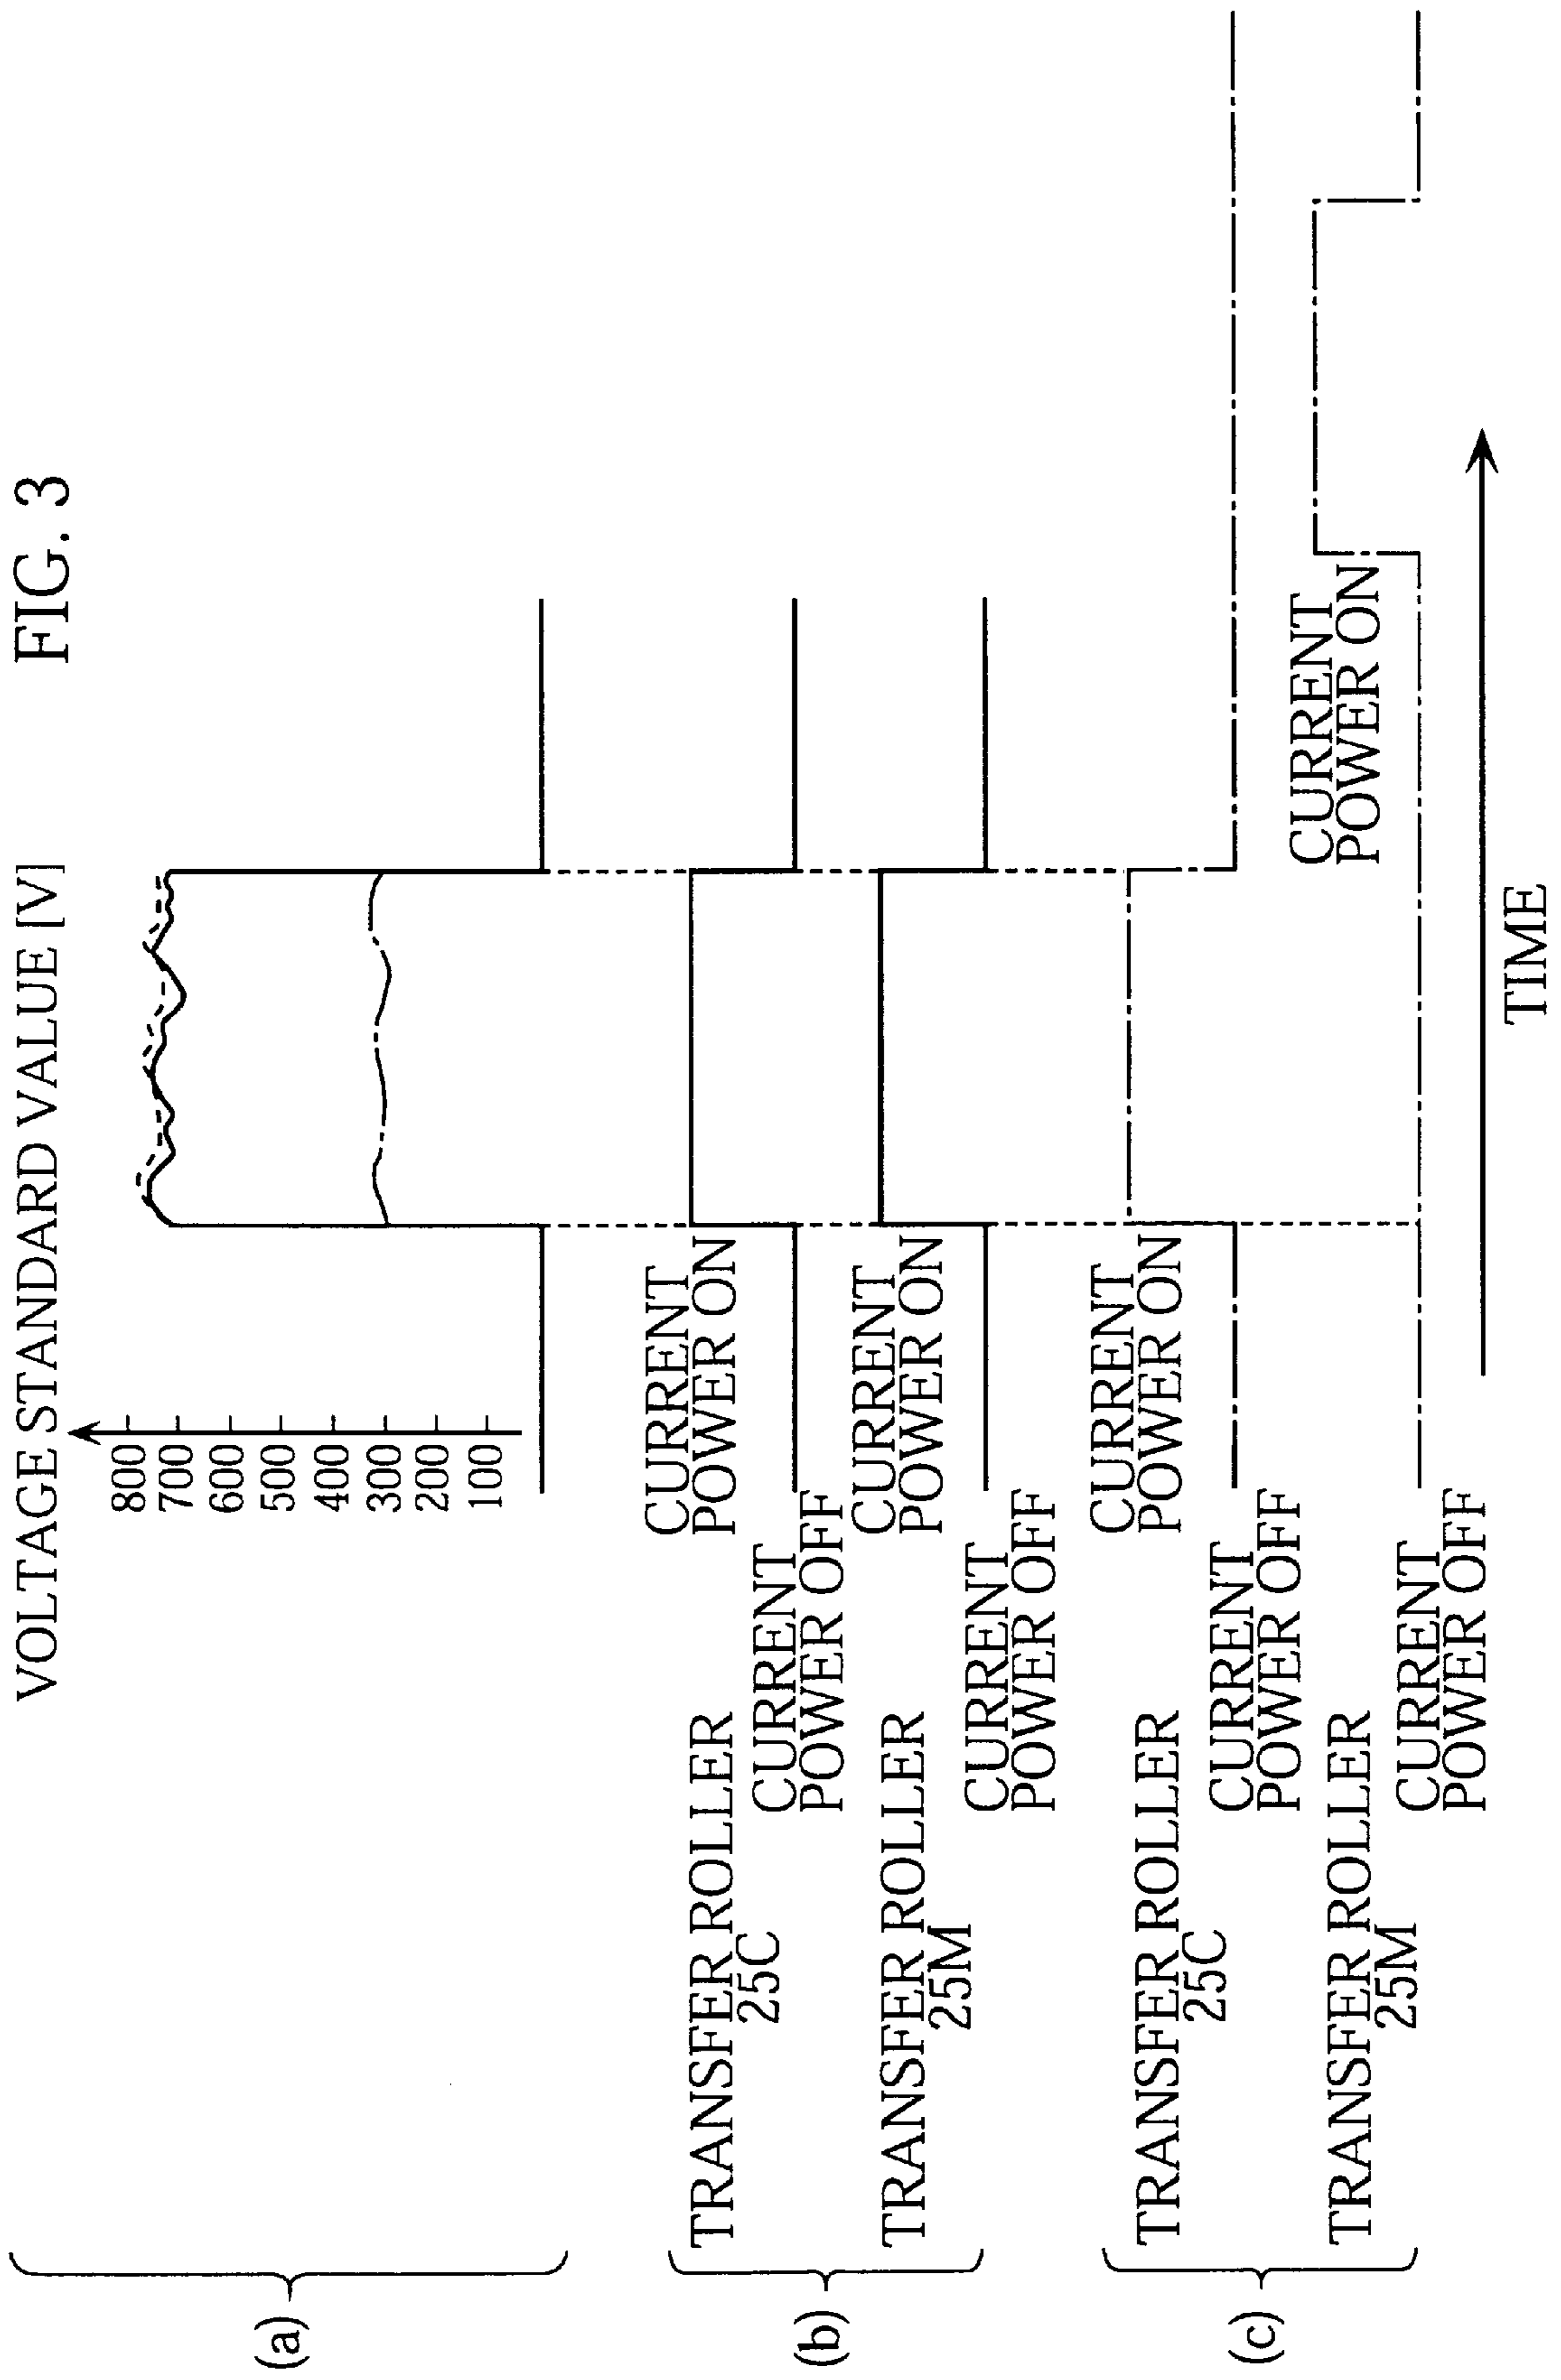 FIG. 3
VOLTAGE STANDARD VALUE [V]
(a)
800
700
600
500
400
300
200
100
(b)
TRANSFER ROLLER
25C
CURRENT
POWER ON
CURRENT
POWER OFF
TRANSFER ROLLER
25M
CURRENT
POWER ON
CURRENT
POWER OFF
(c)
TRANSFER ROLLER
25C
CURRENT
POWER ON
CURRENT
POWER OFF
TRANSFER ROLLER
25M
CURRENT
POWER ON
CURRENT
POWER OFF
TIME